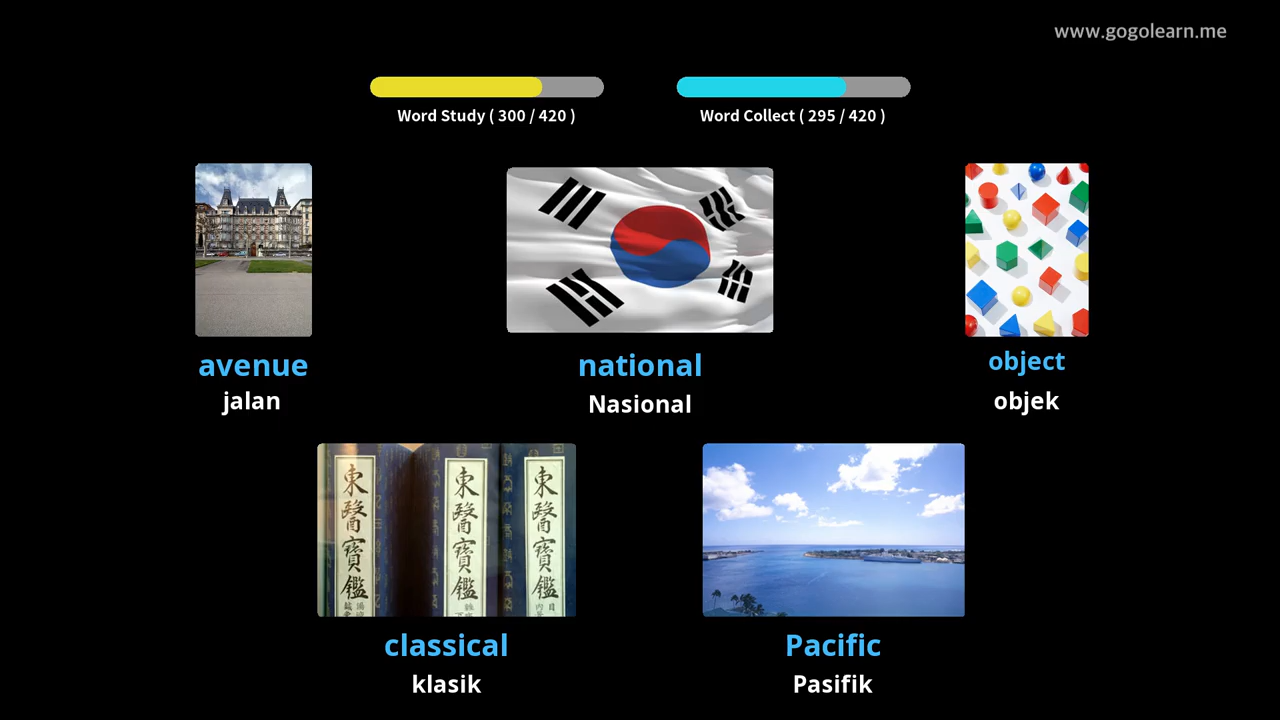 www.gogolearn.me
Word Study ( 300 / 420 )
Word Collect ( 295 / 420 )
avenue
jalan
national
Nasional
object
objek
東醫寶鑑
東醫寶鑑
東醫寶鑑
classical
klasik
Pacific
Pasifik